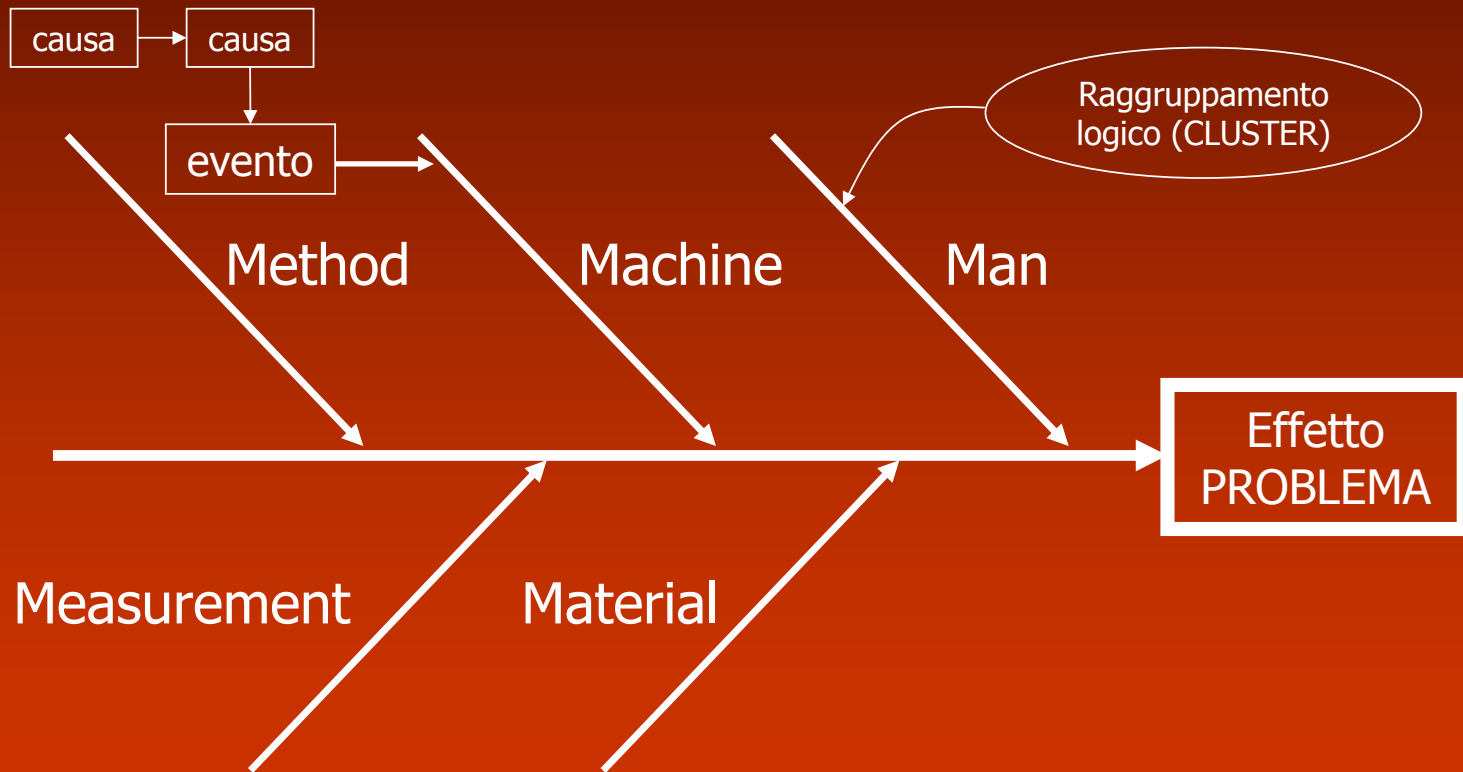 causa
causa
Raggruppamento
logico (CLUSTER)
evento
Method
Machine
Man
Effetto
PROBLEMA
Measurement
Material